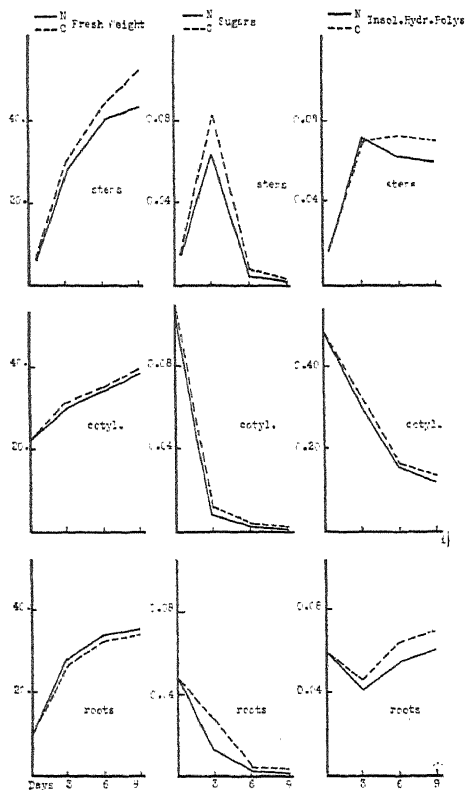 N
C Fresh Weight
N
C Sugars
N
C Insol.Hydr.Polys
40
20
stems
0.08
0.04
stems
0.08
0.04
stems
40
20
cotyl.
0.08
0.04
cotyl.
0.40
0.20
cotyl.
40
20
roots
0.08
0.04
roots
0.08
0.04
roots
Days 3 6 9
3 6 9
3 6 9